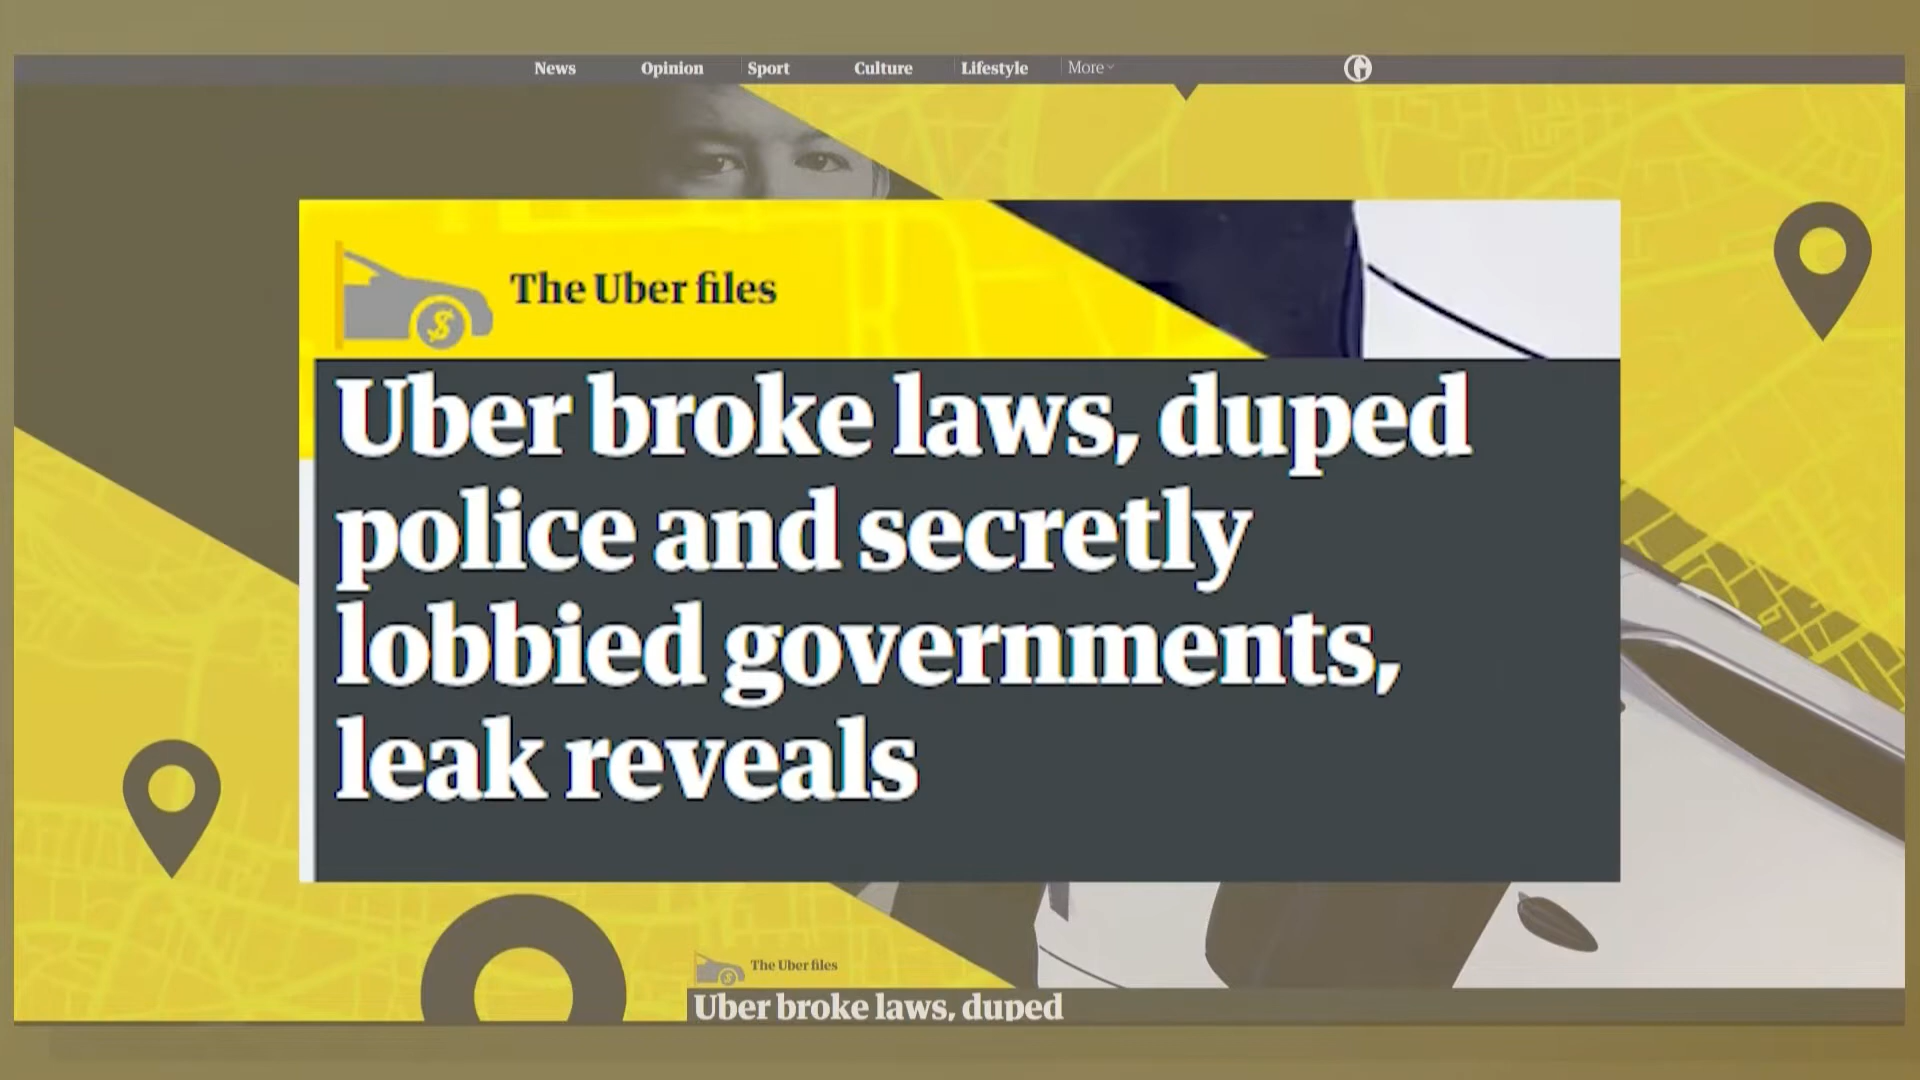 News Opinion Sport Culture Lifestyle More
The Uber files
Uber broke laws, duped
police and secretly
lobbied governments,
leak reveals
The Uber files
Uber broke laws, duped